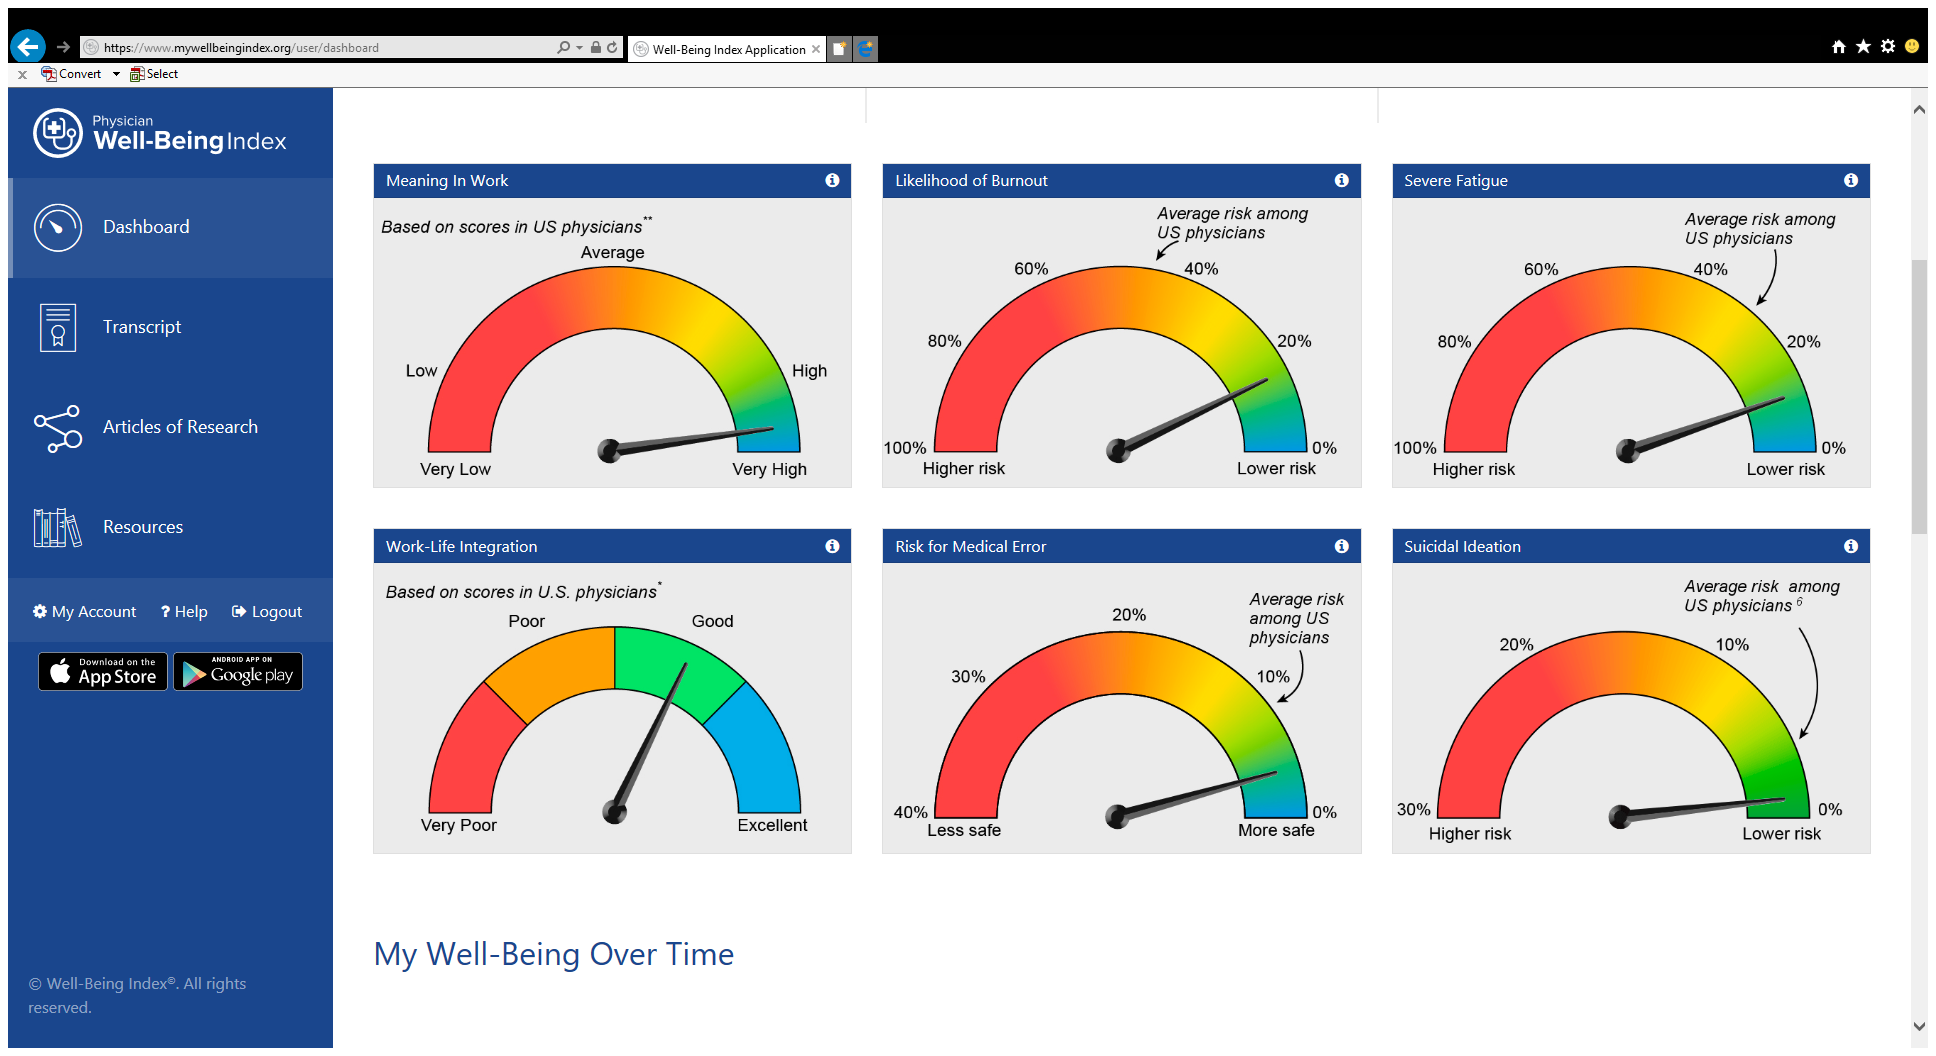 https://www.mywellbeingindex.org/user/dashboard
Well-Being Index Application
x Convert Select
Physician
Well-Being Index
Dashboard
Transcript
Articles of Research
Resources
My Account ? Help Logout
Download on the
App Store
ANDROID APP ON
Google play
© Well-Being Index®. All rights
reserved.
Meaning In Work
Based on scores in US physicians**
Average
Low
High
Very Low
Very High
Likelihood of Burnout
Average risk among
US physicians
60%
40%
80%
20%
100%
0%
Higher risk
Lower risk
Severe Fatigue
Average risk among
US physicians
60%
40%
80%
20%
100%
0%
Higher risk
Lower risk
Work-Life Integration
Based on scores in U.S. physicians*
Poor
Good
Very Poor
Excellent
Risk for Medical Error
Average risk
among US
physicians
20%
30%
10%
40%
0%
Less safe
More safe
Suicidal Ideation
Average risk among
US physicians 6
20%
10%
30%
0%
Higher risk
Lower risk
My Well-Being Over Time